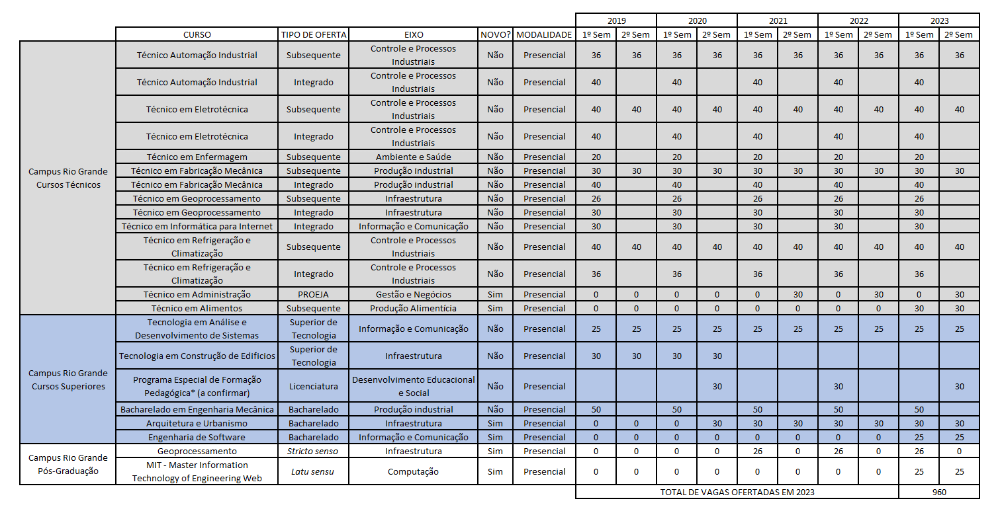 2019 2020 2021 2022 2023
CURSO TIPO DE OFERTA EIXO NOVO? MODALIDADE 1º Sem 2º Sem 1º Sem 2º Sem 1º Sem 2º Sem 1º Sem 2º Sem 1º Sem 2º Sem
Campus Rio Grande
Cursos Técnicos
Técnico Automação Industrial Subsequente Controle e Processos
Industriais Não Presencial 36 36 36 36 36 36 36 36 36 36
Técnico Automação Industrial Integrado Controle e Processos
Industriais Não Presencial 40 40 40 40 40
Técnico em Eletrotécnica Subsequente Controle e Processos
Industriais Não Presencial 40 40 40 40 40 40 40 40 40 40
Técnico em Eletrotécnica Integrado Controle e Processos
Industriais Não Presencial 40 40 40 40 40
Técnico em Enfermagem Subsequente Ambiente e Saúde Não Presencial 20 20 20 20 20
Técnico em Fabricação Mecânica Subsequente Produção industrial Não Presencial 30 30 30 30 30 30 30 30 30 30
Técnico em Fabricação Mecânica Integrado Produção industrial Não Presencial 40 40 40 40 40
Técnico em Geoprocessamento Subsequente Infraestrutura Não Presencial 26 26 26 26 26
Técnico em Geoprocessamento Integrado Infraestrutura Não Presencial 30 30 30 30 30
Técnico em Informática para Internet Integrado Informação e Comunicação Não Presencial 30 30 30 30 30
Técnico em Refrigeração e
Climatização Subsequente Controle e Processos
Industriais Não Presencial 40 40 40 40 40 40 40 40 40 40
Técnico em Refrigeração e
Climatização Integrado Controle e Processos
Industriais Não Presencial 36 36 36 36 36
Técnico em Administração PROEJA Gestão e Negócios Sim Presencial 0 0 0 0 0 30 0 30 0 30
Técnico em Alimentos Subsequente Produção Alimentícia Sim Presencial 0 0 0 0 0 0 0 0 30 30
Campus Rio Grande
Cursos Superiores
Tecnologia em Análise e
Desenvolvimento de Sistemas Superior de
Tecnologia Informação e Comunicação Não Presencial 25 25 25 25 25 25 25 25 25 25
Tecnologia em Construção de Edificios Superior de
Tecnologia Infraestrutura Não Presencial 30 30 30 30
Programa Especial de Formação
Pedagógica* (a confirmar) Licenciatura Desenvolvimento Educacional
e Social Não Presencial 30 30 30
Bacharelado em Engenharia Mecânica Bacharelado Produção industrial Não Presencial 50 50 50 50 50
Arquitetura e Urbanismo Bacharelado Infraestrutura Sim Presencial 0 0 0 30 30 30 30 30 30 30
Engenharia de Software Bacharelado Informação e Comunicação Sim Presencial 0 0 0 0 0 0 0 0 25 25
Campus Rio Grande
Pós-Graduação
Geoprocessamento Stricto senso Infraestrutura Sim Presencial 0 0 0 0 26 0 26 0 26 0
MIT - Master Information
Technology of Engineering Web Latu sensu Computação Sim Presencial 0 0 0 0 0 0 0 0 25 25
TOTAL DE VAGAS OFERTADAS EM 2023 960